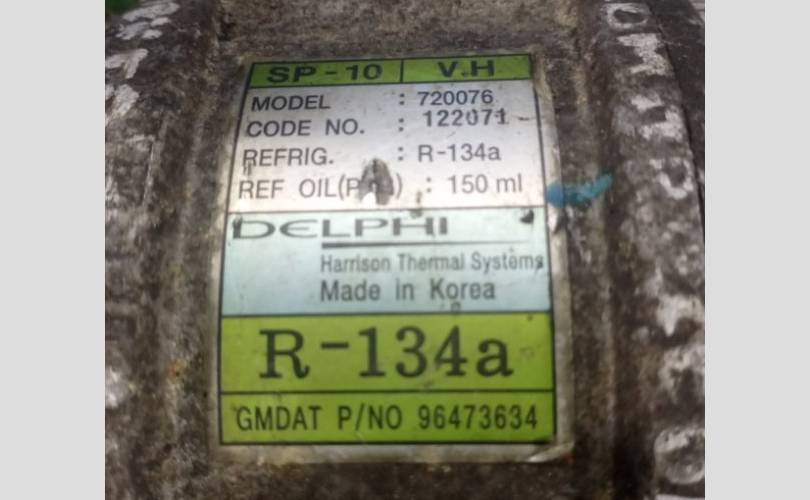 SP-10 | V.H
MODEL : 720076
CODE NO. : 122071
REFRIG. : R-134a
REF OIL( ) : 150 ml
DELPHI
Harrison Thermal Systems
Made in Korea
R-134a
GMDAT P/NO 96473634